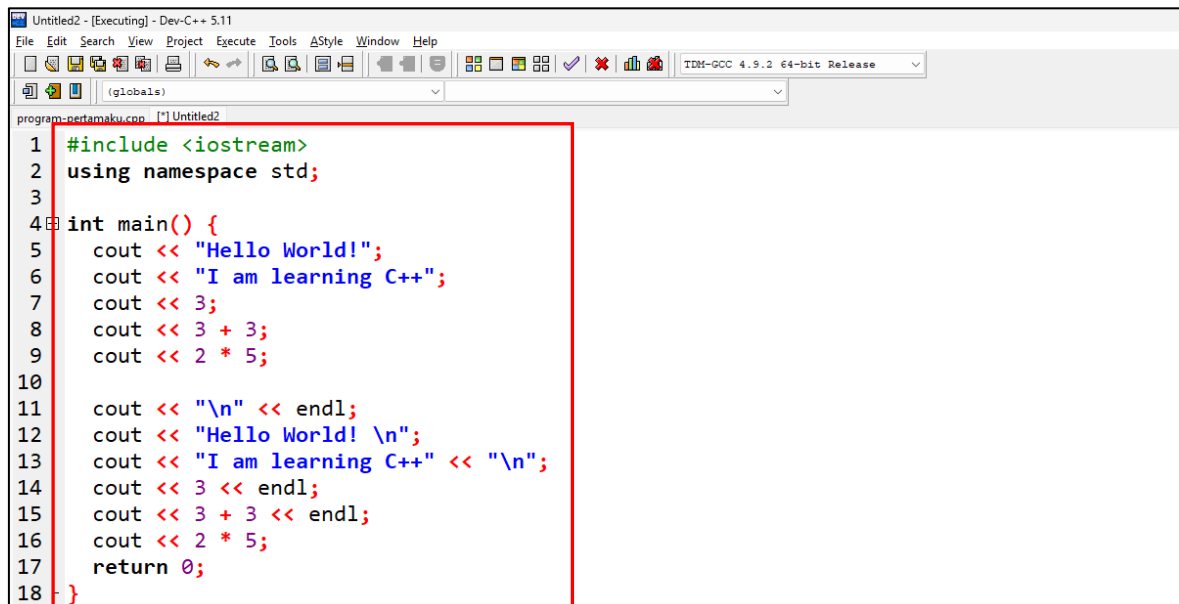 Untitled2 - [Executing] - Dev-C++ 5.11
File Edit Search View Project Execute Tools AStyle Window Help
TDM-GCC 4.9.2 64-bit Release
(globals)
program-pertamaku.cpp [*] Untitled2
1 #include <iostream>
2 using namespace std;
3
4 int main() {
5 cout << "Hello World!";
6 cout << "I am learning C++";
7 cout << 3;
8 cout << 3 + 3;
9 cout << 2 * 5;
10
11 cout << "\n" << endl;
12 cout << "Hello World! \n";
13 cout << "I am learning C++" << "\n";
14 cout << 3 << endl;
15 cout << 3 + 3 << endl;
16 cout << 2 * 5;
17 return 0;
18 }